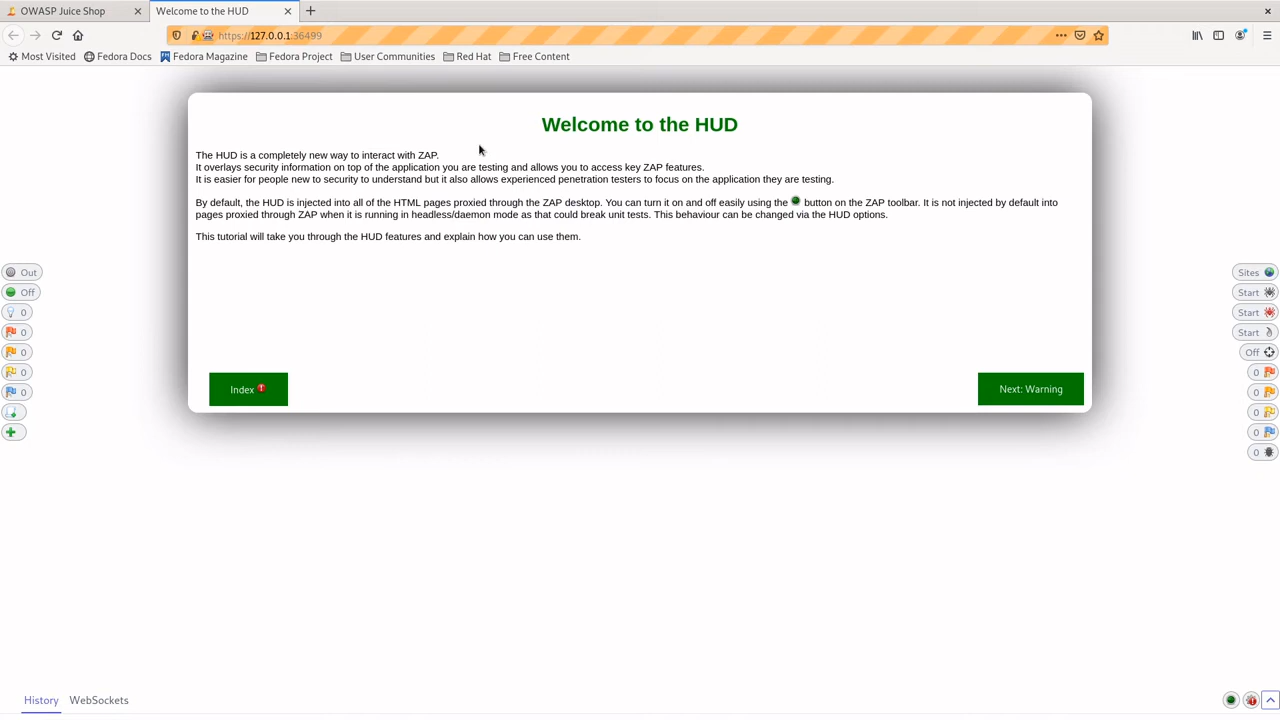 OWASP Juice Shop
Welcome to the HUD
https://127.0.0.1:36499
Most Visited Fedora Docs Fedora Magazine Fedora Project User Communities Red Hat Free Content
Welcome to the HUD
The HUD is a completely new way to interact with ZAP.
It overlays security information on top of the application you are testing and allows you to access key ZAP features.
It is easier for people new to security to understand but it also allows experienced penetration testers to focus on the application they are testing.
By default, the HUD is injected into all of the HTML pages proxied through the ZAP desktop. You can turn it on and off easily using the button on the ZAP toolbar. It is not injected by default into
pages proxied through ZAP when it is running in headless/daemon mode as that could break unit tests. This behaviour can be changed via the HUD options.
This tutorial will take you through the HUD features and explain how you can use them.
Index
Next: Warning
Out
Off
0
0
0
0
0
Sites
Start
Start
Start
Off
0
0
0
0
0
History WebSockets